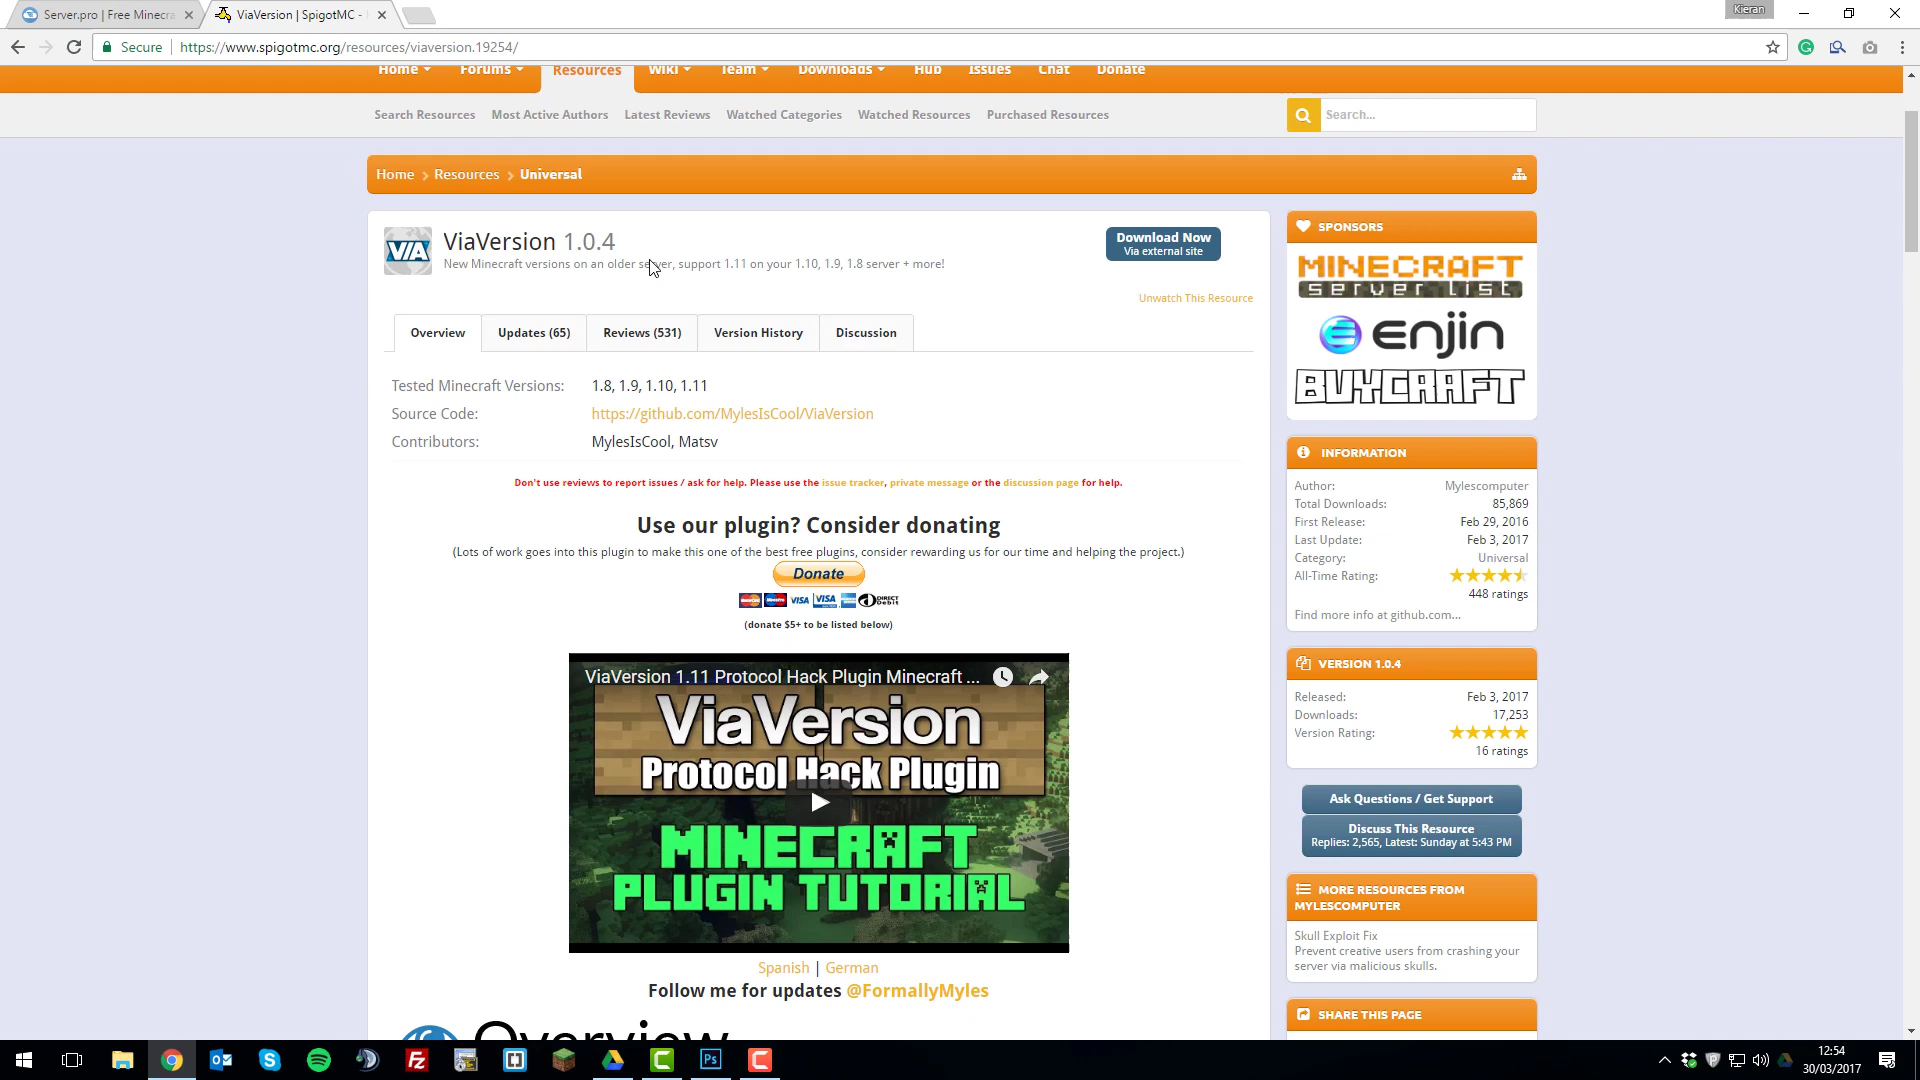 Server.pro | Free Minecra
ViaVersion | SpigotMC -
Kieran
Secure
https://www.spigotmc.org/resources/viaversion.19254/
Home
Forums
Resources
Wiki
Team
Downloads
Hub
Issues
Chat
Donate
Search Resources
Most Active Authors
Latest Reviews
Watched Categories
Watched Resources
Purchased Resources
Search...
Home
Resources
Universal
VIA
ViaVersion 1.0.4
New Minecraft versions on an older server, support 1.11 on your 1.10, 1.9, 1.8 server + more!
Download Now
Via external site
Unwatch This Resource
Overview
Updates (65)
Reviews (531)
Version History
Discussion
Tested Minecraft Versions: 1.8, 1.9, 1.10, 1.11
Source Code: https://github.com/MylesIsCool/ViaVersion
Contributors: MylesIsCool, Matsv
Don't use reviews to report issues / ask for help. Please use the issue tracker, private message or the discussion page for help.
Use our plugin? Consider donating
(Lots of work goes into this plugin to make this one of the best free plugins, consider rewarding us for our time and helping the project.)
Donate
VISA VISA DIRECT Debit
(donate $5+ to be listed below)
ViaVersion 1.11 Protocol Hack Plugin Minecraft ...
ViaVersion
Protocol Hack Plugin
MINECRAFT
PLUGIN TUTORIAL
Spanish | German
Follow me for updates @FormallyMyles
Overview
SPONSORS
MINECRAFT
server list
enjin
BUYCRAFT
INFORMATION
Author: Mylescomputer
Total Downloads: 85,869
First Release: Feb 29, 2016
Last Update: Feb 3, 2017
Category: Universal
All-Time Rating:
448 ratings
Find more info at github.com...
VERSION 1.0.4
Released: Feb 3, 2017
Downloads: 17,253
Version Rating:
16 ratings
Ask Questions / Get Support
Discuss This Resource
Replies: 2,565, Latest: Sunday at 5:43 PM
MORE RESOURCES FROM
MYLESCOMPUTER
Skull Exploit Fix
Prevent creative users from crashing your
server via malicious skulls.
SHARE THIS PAGE
12:54
30/03/2017